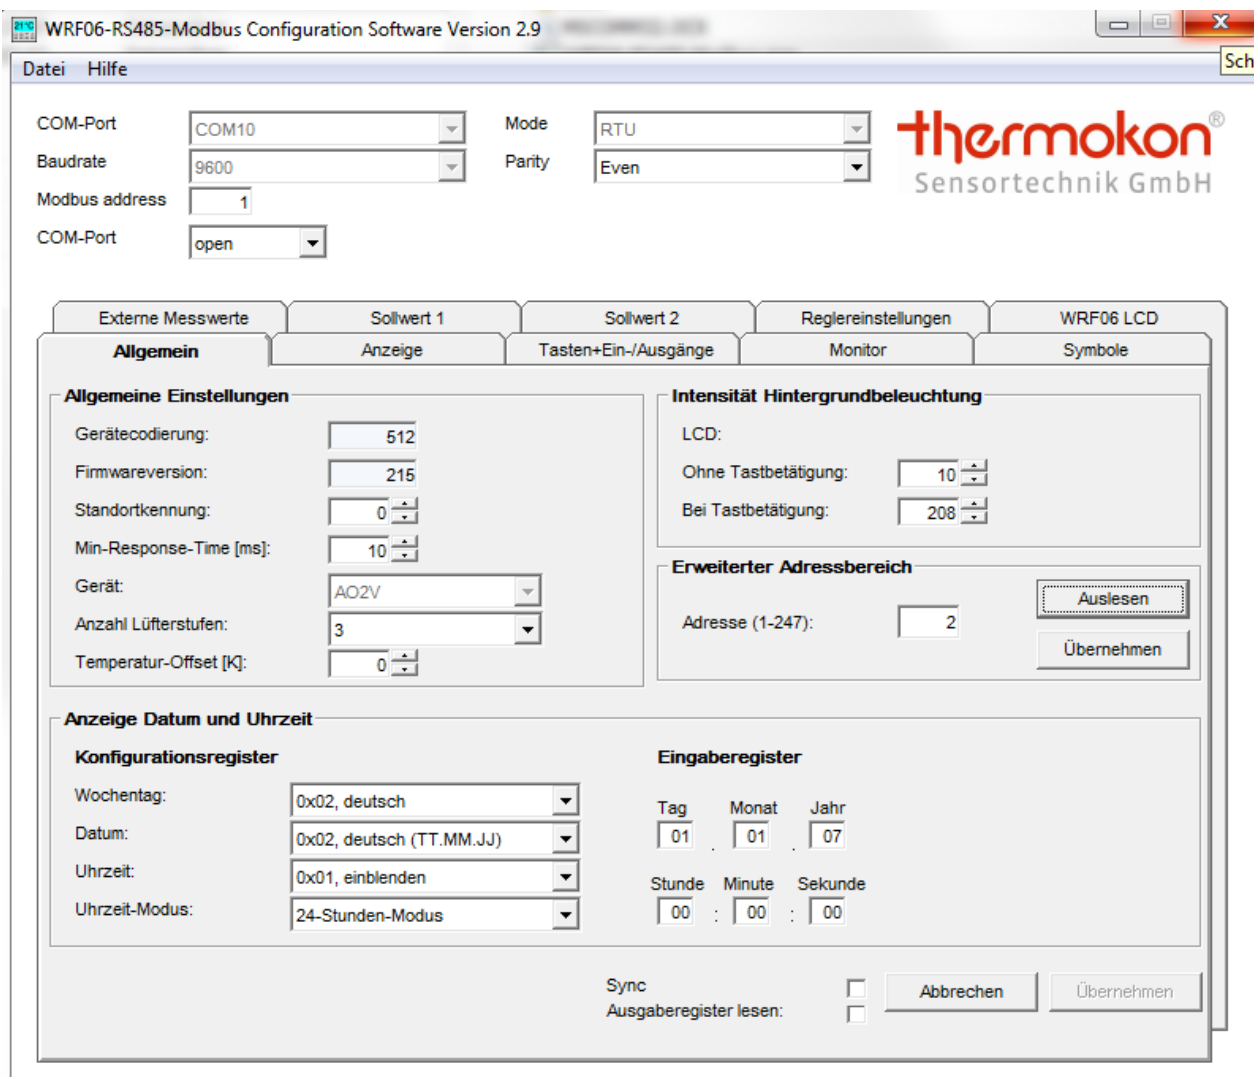 WRF06-RS485-Modbus Configuration Software Version 2.9
Sch
Datei Hilfe
COM-Port COM10 Mode RTU
Baudrate 9600 Parity Even
Modbus address 1
COM-Port open
thermokon®
Sensortechnik GmbH
Externe Messwerte Sollwert 1 Sollwert 2 Reglereinstellungen WRF06 LCD
Allgemein Anzeige Tasten+Ein-/Ausgänge Monitor Symbole
Allgemeine Einstellungen
Gerätecodierung: 512
Firmwareversion: 215
Standortkennung: 0
Min-Response-Time [ms]: 10
Gerät: AO2V
Anzahl Lüfterstufen: 3
Temperatur-Offset [K]: 0
Intensität Hintergrundbeleuchtung
LCD:
Ohne Tastbetätigung: 10
Bei Tastbetätigung: 208
Erweiterter Adressbereich
Adresse (1-247): 2
Auslesen
Übernehmen
Anzeige Datum und Uhrzeit
Konfigurationsregister
Wochentag: 0x02, deutsch
Datum: 0x02, deutsch (TT.MM.JJ)
Uhrzeit: 0x01, einblenden
Uhrzeit-Modus: 24-Stunden-Modus
Eingaberegister
Tag Monat Jahr
01 . 01 . 07
Stunde Minute Sekunde
00 : 00 : 00
Sync
Ausgaberegister lesen:
Abbrechen Übernehmen